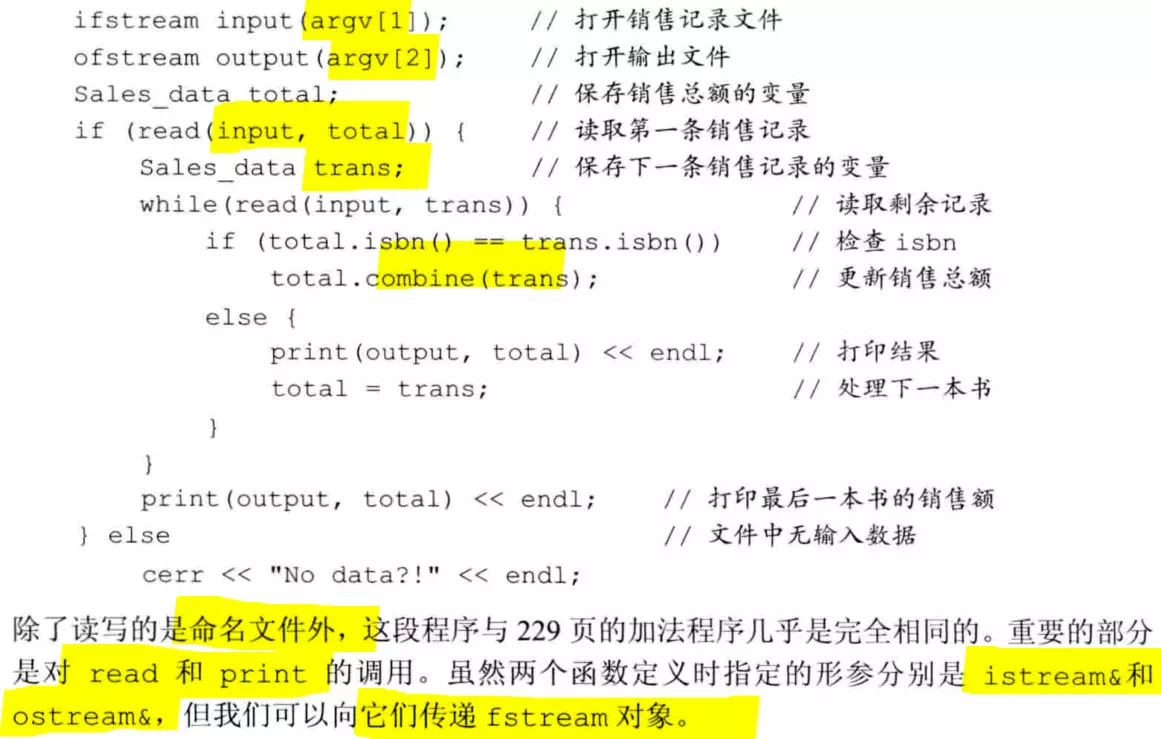 ifstream input(argv[1]); // 打开销售记录文件
ofstream output(argv[2]); // 打开输出文件
Sales_data total; // 保存销售总额的变量
if (read(input, total)) { // 读取第一条销售记录
Sales_data trans; // 保存下一条销售记录的变量
while(read(input, trans)) { // 读取剩余记录
if (total.isbn() == trans.isbn()) // 检查 isbn
total.combine(trans); // 更新销售总额
else {
print(output, total) << endl; // 打印结果
total = trans; // 处理下一本书
}
}
print(output, total) << endl; // 打印最后一本书的销售额
} else // 文件中无输入数据
cerr << "No data?!" << endl;
除了读写的是命名文件外，这段程序与 229 页的加法程序几乎是完全相同的。重要的部分
是对 read 和 print 的调用。虽然两个函数定义时指定的形参分别是 istream&和
ostream&，但我们可以向它们传递 fstream 对象。